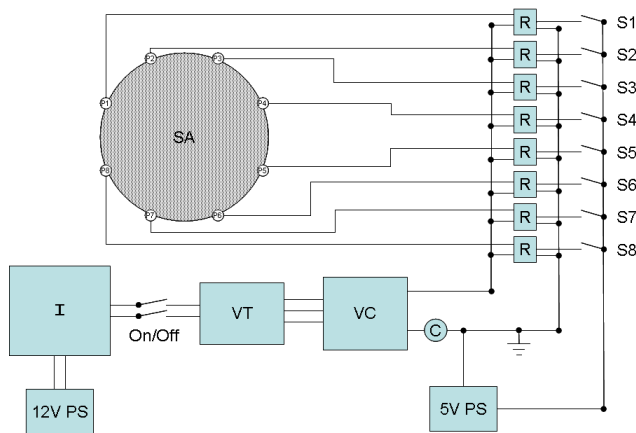 R S1
P2 P3 R S2
R S3
P1 P4 R S4
SA
R S5
P8 P5 R S6
P7 P6 R S7
R S8
I VT VC C
On/Off
12V PS 5V PS